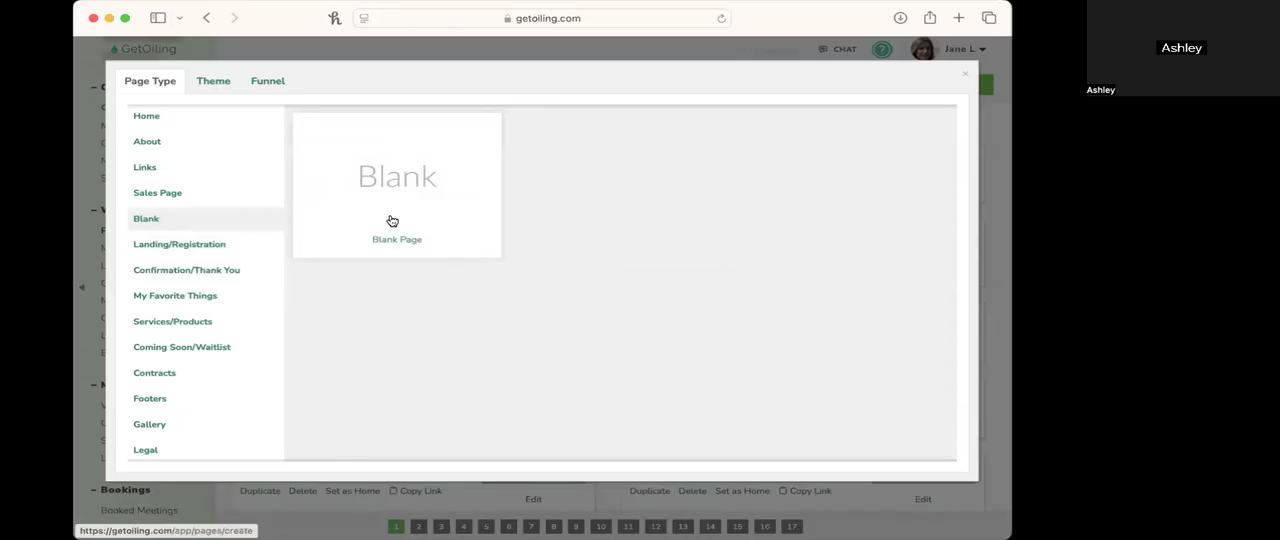 getoiling.com
GetOiling
CHAT
?
Jane L
Page Type
Theme
Funnel
Home
About
Links
Sales Page
Blank
Landing/Registration
Confirmation/Thank You
My Favorite Things
Services/Products
Coming Soon/Waitlist
Contracts
Footers
Gallery
Legal
Blank
Blank Page
Bookings
Booked Meetings
Duplicate Delete Set as Home Copy Link
Edit
Duplicate Delete Set as Home Copy Link
Edit
1 2 3 4 5 6 7 8 9 10 11 12 13 14 15 16 17
https://getoiling.com/app/pages/create
Ashley
Ashley